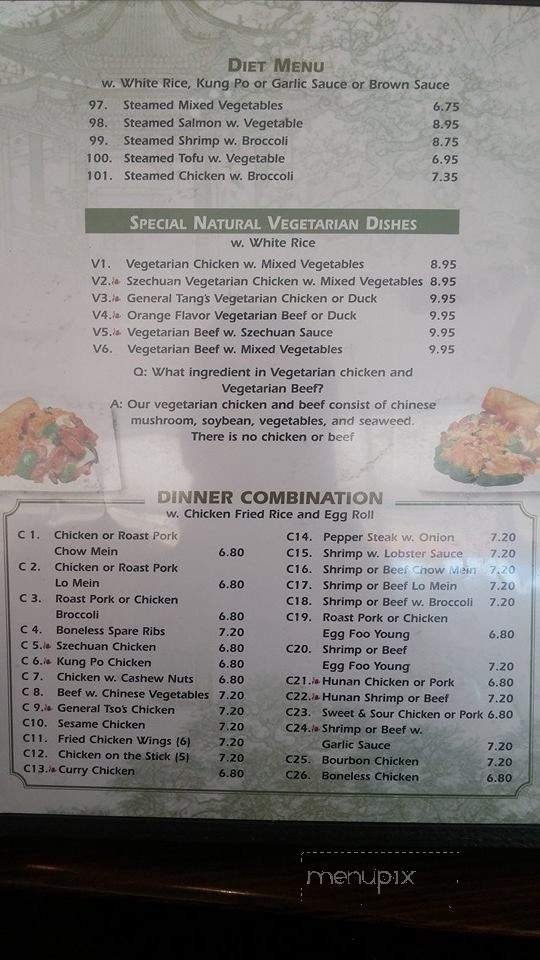 DIET MENU
w. White Rice, Kung Po or Garlic Sauce or Brown Sauce
97. Steamed Mixed Vegetables 6.75
98. Steamed Salmon w. Vegetable 8.95
99. Steamed Shrimp w. Broccoli 8.75
100. Steamed Tofu w. Vegetable 6.95
101. Steamed Chicken w. Broccoli 7.35
SPECIAL NATURAL VEGETARIAN DISHES
w. White Rice
V1. Vegetarian Chicken w. Mixed Vegetables 8.95
V2. Szechuan Vegetarian Chicken w. Mixed Vegetables 8.95
V3. General Tang's Vegetarian Chicken or Duck 9.95
V4. Orange Flavor Vegetarian Beef or Duck 9.95
V5. Vegetarian Beef w. Szechuan Sauce 9.95
V6. Vegetarian Beef w. Mixed Vegetables 9.95
Q: What ingredient in Vegetarian chicken and
Vegetarian Beef?
A: Our vegetarian chicken and beef consist of chinese
mushroom, soybean, vegetables, and seaweed.
There is no chicken or beef
DINNER COMBINATION
w. Chicken Fried Rice and Egg Roll
C 1. Chicken or Roast Pork
Chow Mein 6.80
C 2. Chicken or Roast Pork
Lo Mein 6.80
C 3. Roast Pork or Chicken
Broccoli 6.80
C 4. Boneless Spare Ribs 7.20
C 5. Szechuan Chicken 6.80
C 6. Kung Po Chicken 6.80
C 7. Chicken w. Cashew Nuts 6.80
C 8. Beef w. Chinese Vegetables 7.20
C 9. General Tso's Chicken 7.20
C10. Sesame Chicken 7.20
C11. Fried Chicken Wings (6) 7.20
C12. Chicken on the Stick (5) 7.20
C13. Curry Chicken 6.80
C14. Pepper Steak w. Onion 7.20
C15. Shrimp w. Lobster Sauce 7.20
C16. Shrimp or Beef Chow Mein 7.20
C17. Shrimp or Beef Lo Mein 7.20
C18. Shrimp or Beef w. Broccoli 7.20
C19. Roast Pork or Chicken
Egg Foo Young 6.80
C20. Shrimp or Beef
Egg Foo Young 7.20
C21. Hunan Chicken or Pork 6.80
C22. Hunan Shrimp or Beef 7.20
C23. Sweet & Sour Chicken or Pork 6.80
C24. Shrimp or Beef w.
Garlic Sauce 7.20
C25. Bourbon Chicken 7.20
C26. Boneless Chicken 6.80
menupix